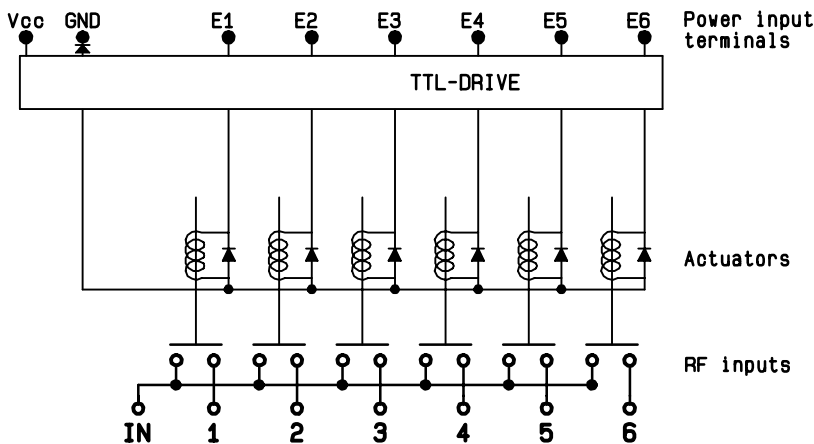 Vcc GND E1 E2 E3 E4 E5 E6 Power input
terminals
TTL-DRIVE
Actuators
RF inputs
IN 1 2 3 4 5 6